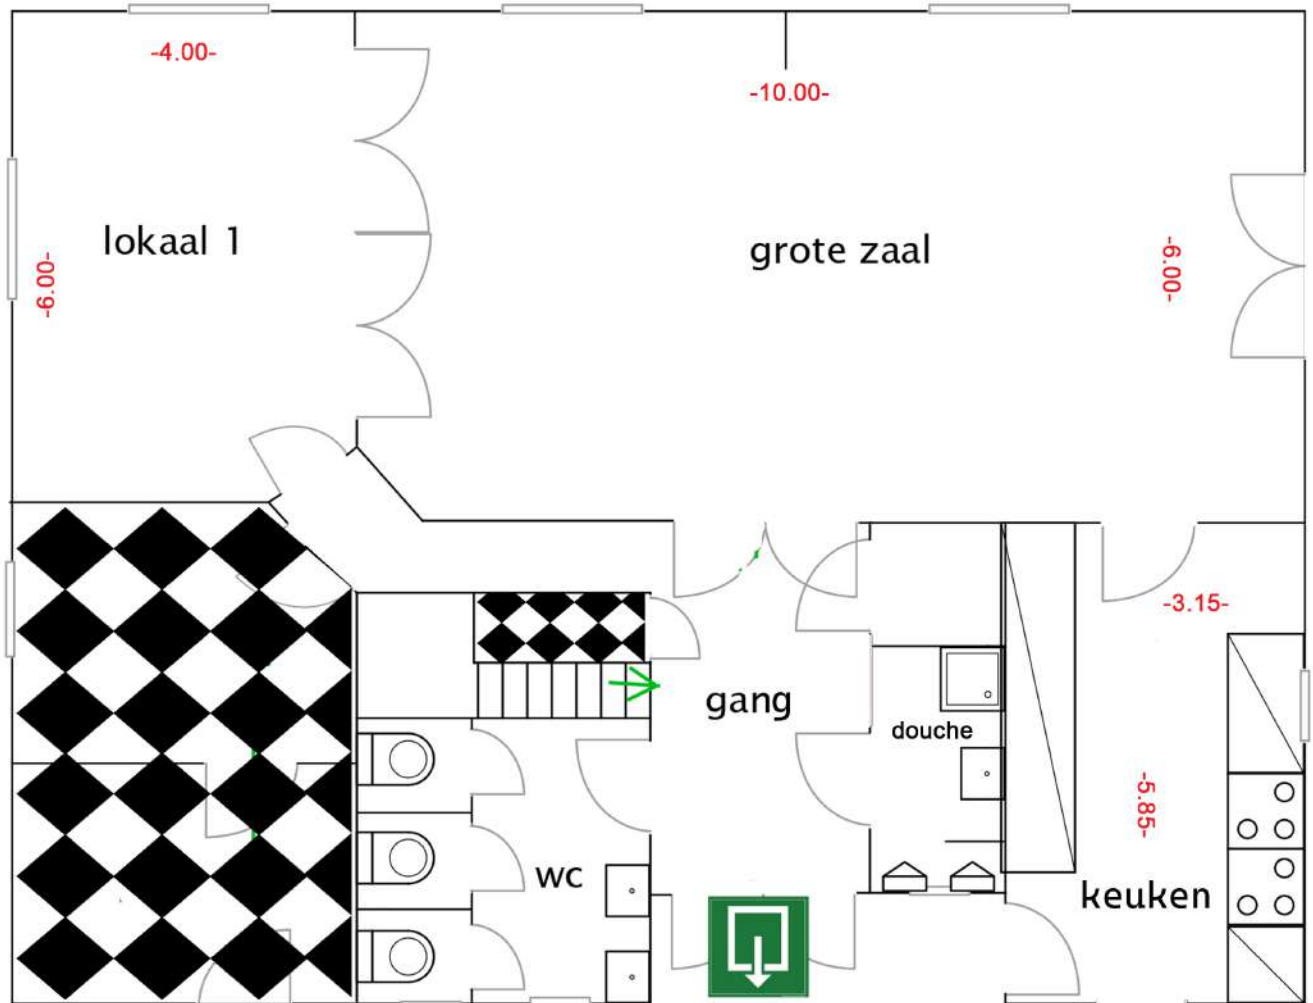 -4.00-
-10.00-
lokaal 1
grote zaal
-6.00-
-6.00-
-3.15-
gang
douche
-5.85-
wc
keuken